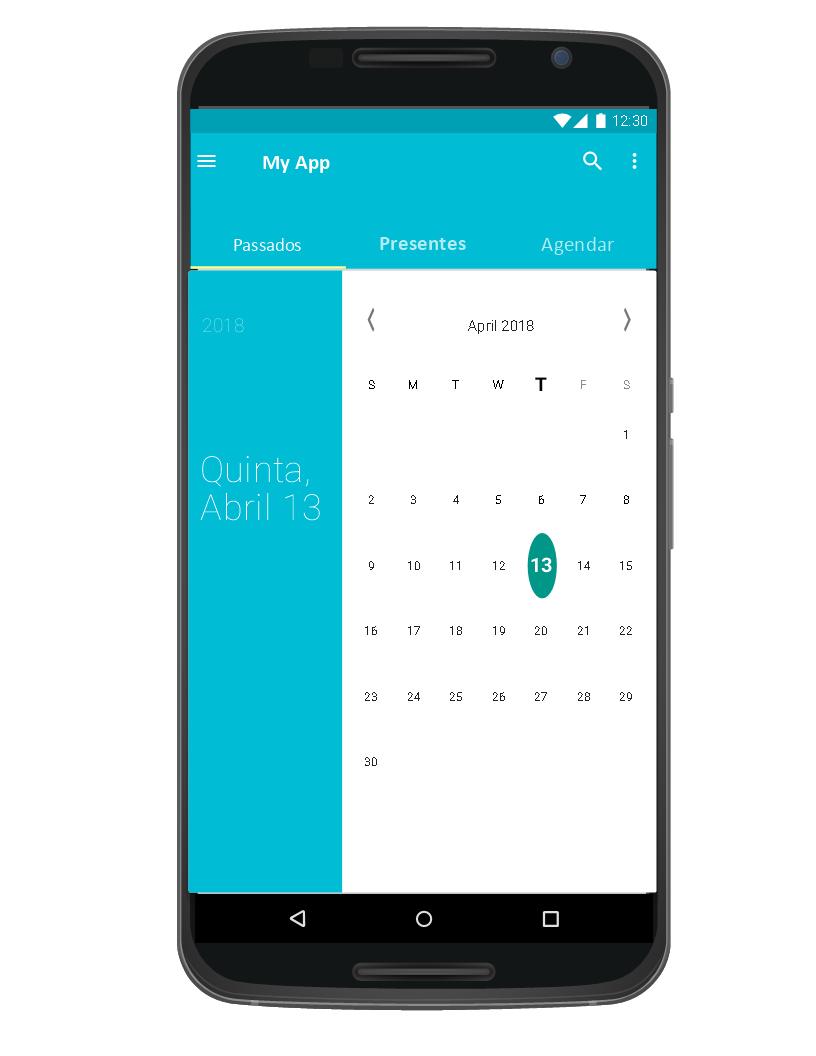 12:30
My App
Passados Presentes Agendar
2018
Quinta,
Abril 13
April 2018
S M T W T F S
1
2 3 4 5 6 7 8
9 10 11 12 13 14 15
16 17 18 19 20 21 22
23 24 25 26 27 28 29
30